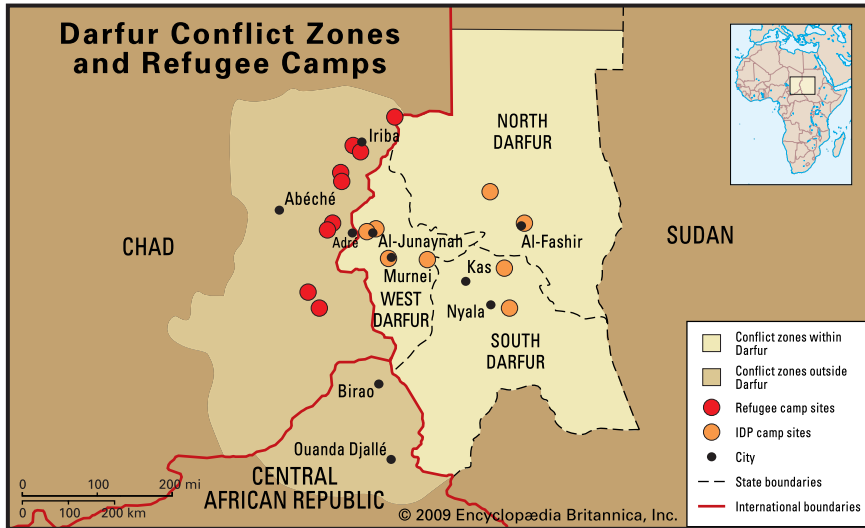 Darfur Conflict Zones
and Refugee Camps
NORTH
DARFUR
Iriba
Abéché
CHAD
Adré
Al-Junaynah
Al-Fashir
SUDAN
Murnei
Kas
WEST
DARFUR
Nyala
SOUTH
DARFUR
Birao
Ouanda Djallé
CENTRAL
AFRICAN REPUBLIC
0 100 200 mi
0 100 200 km
© 2009 Encyclopædia Britannica, Inc.
Conflict zones within
Darfur
Conflict zones outside
Darfur
Refugee camp sites
IDP camp sites
City
State boundaries
International boundaries